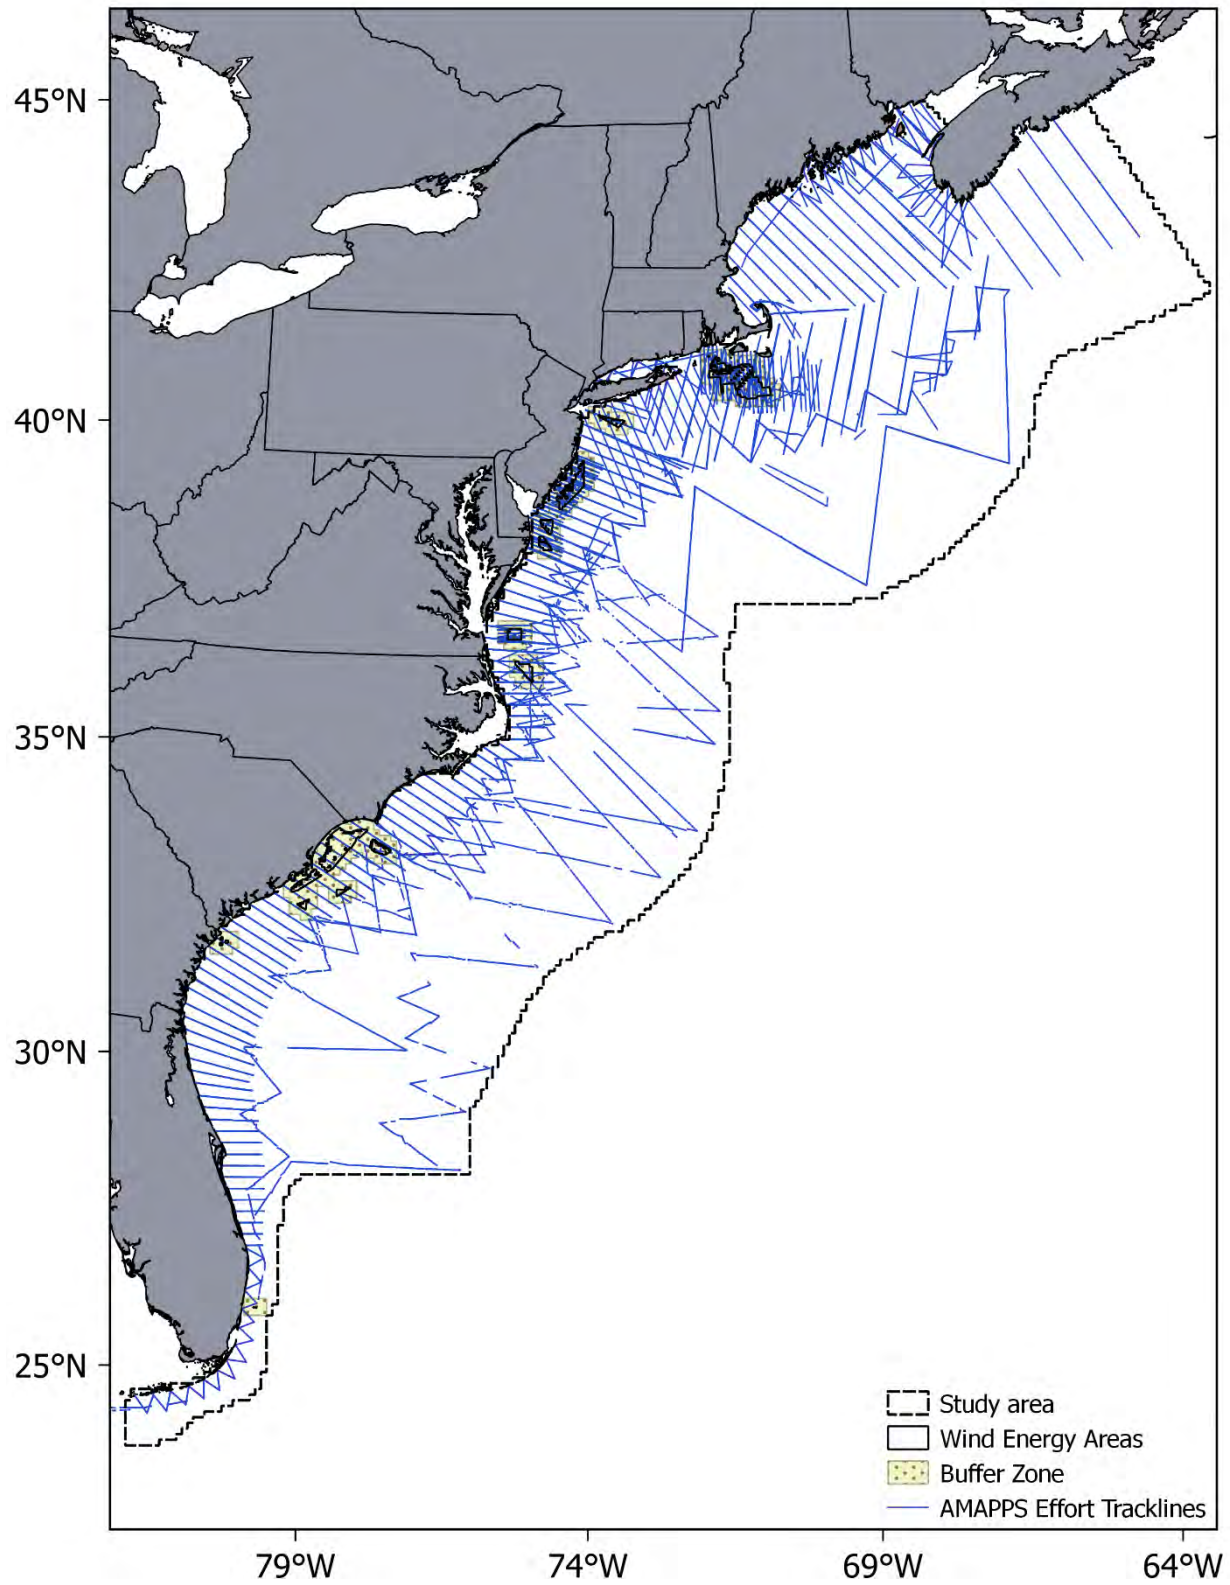 45°N
40°N
35°N
30°N
25°N
Study area
Wind Energy Areas
Buffer Zone
AMAPPS Effort Tracklines
79°W
74°W
69°W
64°W